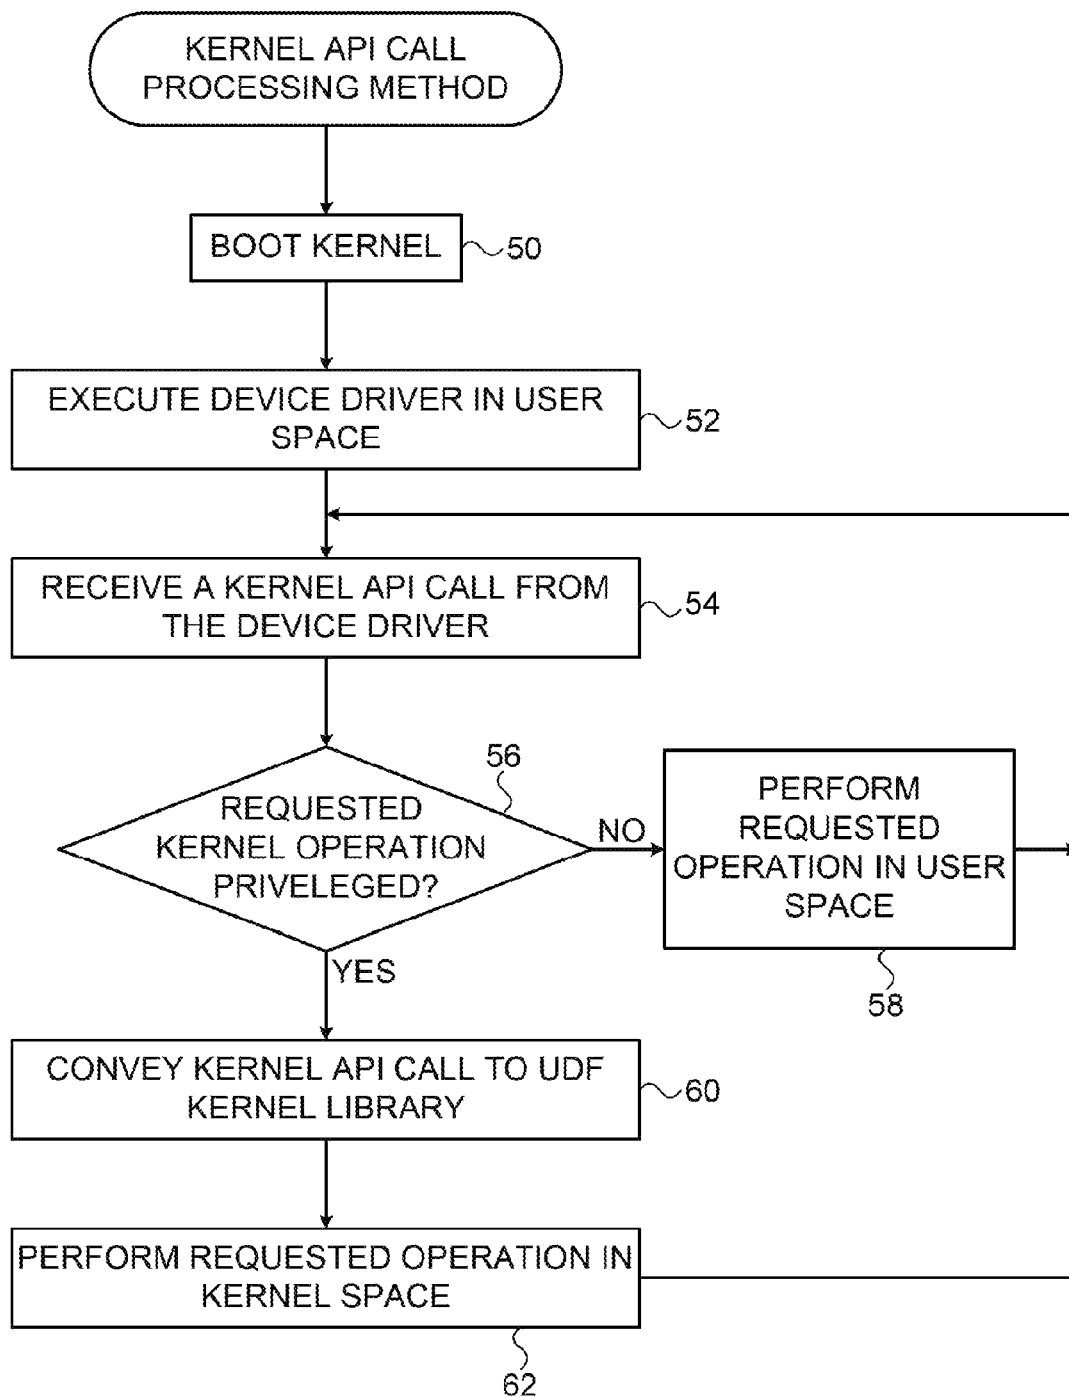 KERNEL API CALL
PROCESSING METHOD
BOOT KERNEL
50
EXECUTE DEVICE DRIVER IN USER
SPACE
52
RECEIVE A KERNEL API CALL FROM
THE DEVICE DRIVER
54
56
REQUESTED
KERNEL OPERATION
PRIVELEGED?
NO
PERFORM
REQUESTED
OPERATION IN USER
SPACE
58
YES
CONVEY KERNEL API CALL TO UDF
KERNEL LIBRARY
60
PERFORM REQUESTED OPERATION IN
KERNEL SPACE
62